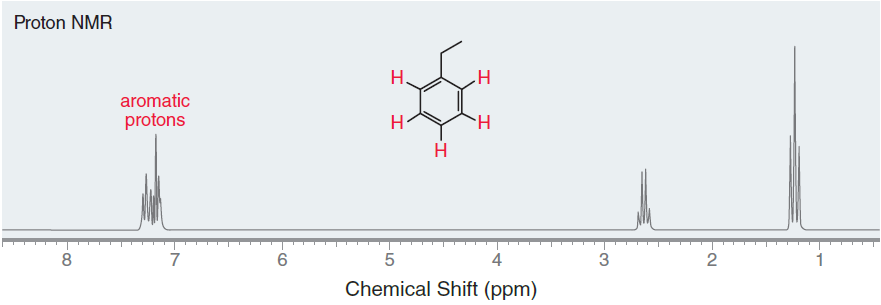 Proton NMR
aromatic
protons
H
H
H
H
H
8 7 6 5 4 3 2 1
Chemical Shift (ppm)